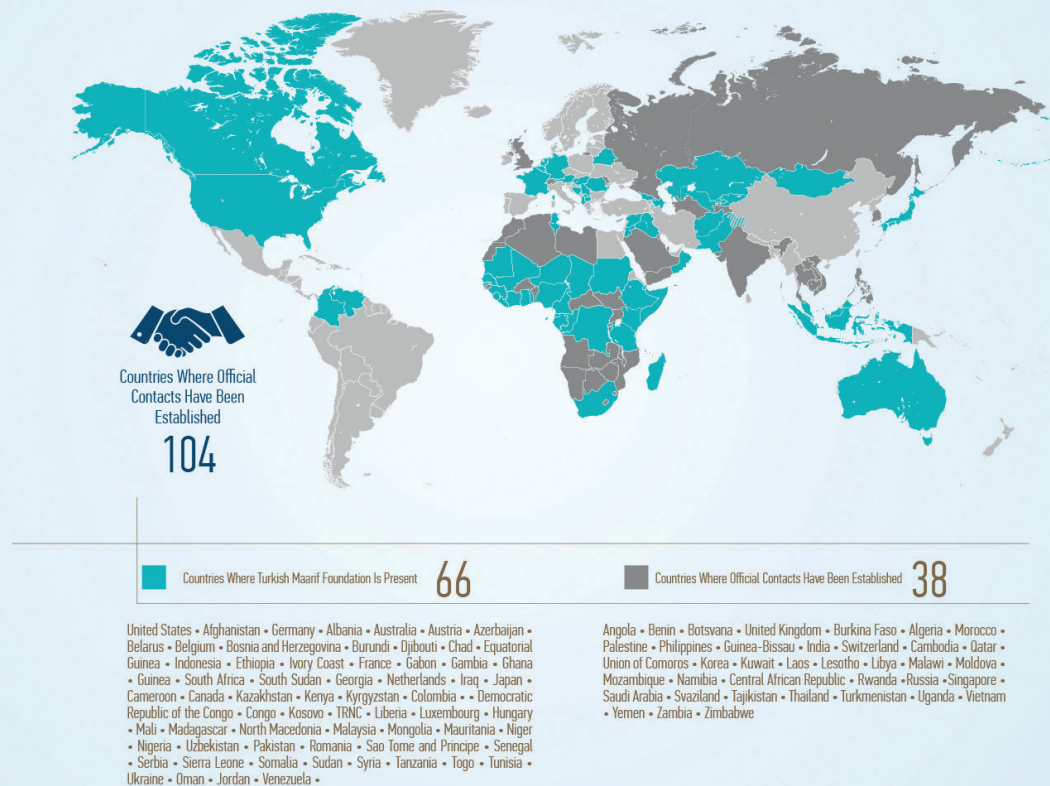 Countries Where Official
Contacts Have Been
Established
104
Countries Where Turkish Maarif Foundation Is Present 66
Countries Where Official Contacts Have Been Established 38
United States • Afghanistan • Germany • Albania • Australia • Austria • Azerbaijan •
Belarus • Belgium • Bosnia and Herzegovina • Burundi • Djibouti • Chad • Equatorial
Guinea • Indonesia • Ethiopia • Ivory Coast • France • Gabon • Gambia • Ghana
• Guinea • South Africa • South Sudan • Georgia • Netherlands • Iraq • Japan •
Cameroon • Canada • Kazakhstan • Kenya • Kyrgyzstan • Colombia • • Democratic
Republic of the Congo • Congo • Kosovo • TRNC • Liberia • Luxembourg • Hungary
• Mali • Madagascar • North Macedonia • Malaysia • Mongolia • Mauritania • Niger
• Nigeria • Uzbekistan • Pakistan • Romania • Sao Tome and Principe • Senegal
• Serbia • Sierra Leone • Somalia • Sudan • Syria • Tanzania • Togo • Tunisia •
Ukraine • Oman • Jordan • Venezuela •
Angola • Benin • Botsvana • United Kingdom • Burkina Faso • Algeria • Morocco •
Palestine • Philippines • Guinea-Bissau • India • Switzerland • Cambodia • Qatar •
Union of Comoros • Korea • Kuwait • Laos • Lesotho • Libya • Malawi • Moldova •
Mozambique • Namibia • Central African Republic • Rwanda •Russia •Singapore •
Saudi Arabia • Svaziland • Tajikistan • Thailand • Turkmenistan • Uganda • Vietnam
• Yemen • Zambia • Zimbabwe